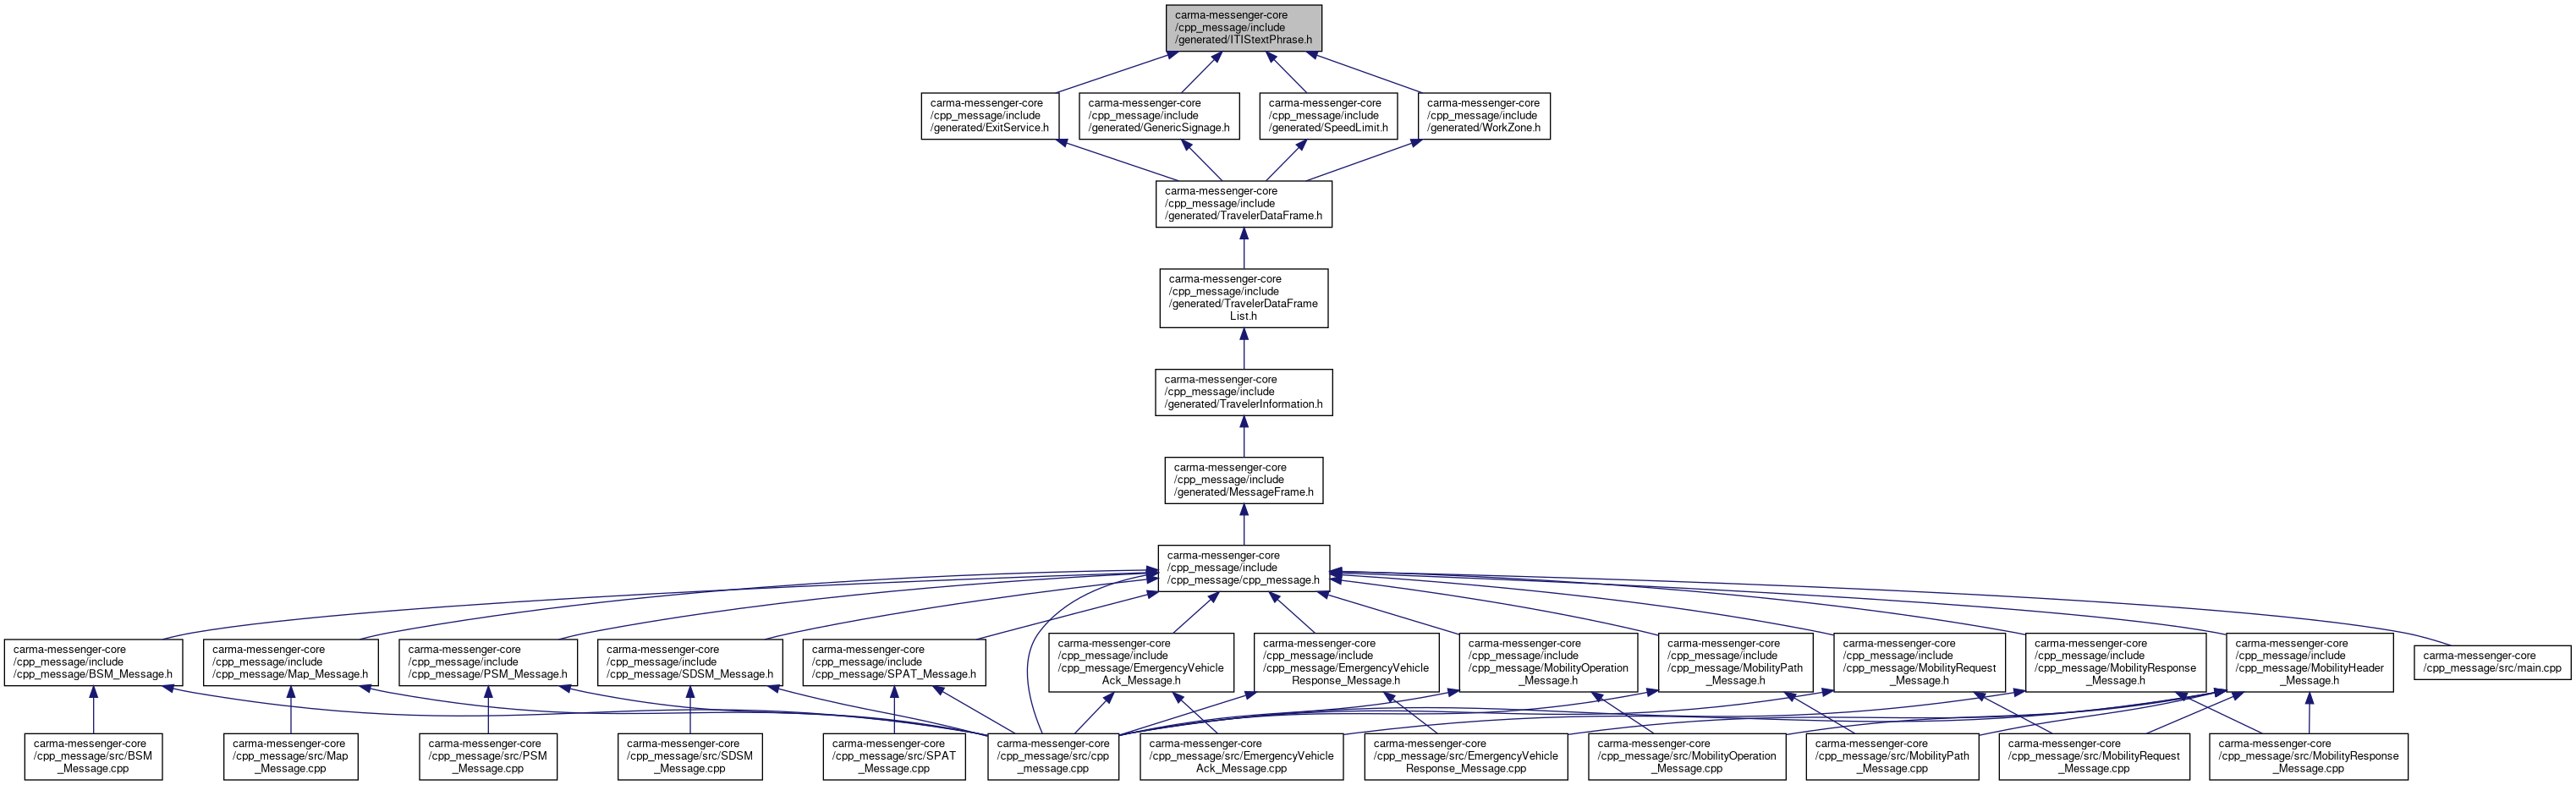 carma-messenger-core
/cpp_message/include
/generated/ITIStextPhrase.h
carma-messenger-core
/cpp_message/include
/generated/ExitService.h
carma-messenger-core
/cpp_message/include
/generated/GenericSignage.h
carma-messenger-core
/cpp_message/include
/generated/SpeedLimit.h
carma-messenger-core
/cpp_message/include
/generated/WorkZone.h
carma-messenger-core
/cpp_message/include
/generated/TravelerDataFrame.h
carma-messenger-core
/cpp_message/include
/generated/TravelerDataFrame
List.h
carma-messenger-core
/cpp_message/include
/generated/TravelerInformation.h
carma-messenger-core
/cpp_message/include
/generated/MessageFrame.h
carma-messenger-core
/cpp_message/include
/cpp_message/cpp_message.h
carma-messenger-core
/cpp_message/include
/cpp_message/BSM_Message.h
carma-messenger-core
/cpp_message/include
/cpp_message/Map_Message.h
carma-messenger-core
/cpp_message/include
/cpp_message/PSM_Message.h
carma-messenger-core
/cpp_message/include
/cpp_message/SDSM_Message.h
carma-messenger-core
/cpp_message/include
/cpp_message/SPAT_Message.h
carma-messenger-core
/cpp_message/include
/cpp_message/EmergencyVehicle
Ack_Message.h
carma-messenger-core
/cpp_message/include
/cpp_message/EmergencyVehicle
Response_Message.h
carma-messenger-core
/cpp_message/include
/cpp_message/MobilityOperation
_Message.h
carma-messenger-core
/cpp_message/include
/cpp_message/MobilityPath
_Message.h
carma-messenger-core
/cpp_message/include
/cpp_message/MobilityRequest
_Message.h
carma-messenger-core
/cpp_message/include
/cpp_message/MobilityResponse
_Message.h
carma-messenger-core
/cpp_message/include
/cpp_message/MobilityHeader
_Message.h
carma-messenger-core
/cpp_message/src/main.cpp
carma-messenger-core
/cpp_message/src/BSM
_Message.cpp
carma-messenger-core
/cpp_message/src/Map
_Message.cpp
carma-messenger-core
/cpp_message/src/PSM
_Message.cpp
carma-messenger-core
/cpp_message/src/SDSM
_Message.cpp
carma-messenger-core
/cpp_message/src/SPAT
_Message.cpp
carma-messenger-core
/cpp_message/src/cpp
_message.cpp
carma-messenger-core
/cpp_message/src/EmergencyVehicle
Ack_Message.cpp
carma-messenger-core
/cpp_message/src/EmergencyVehicle
Response_Message.cpp
carma-messenger-core
/cpp_message/src/MobilityOperation
_Message.cpp
carma-messenger-core
/cpp_message/src/MobilityPath
_Message.cpp
carma-messenger-core
/cpp_message/src/MobilityRequest
_Message.cpp
carma-messenger-core
/cpp_message/src/MobilityResponse
_Message.cpp